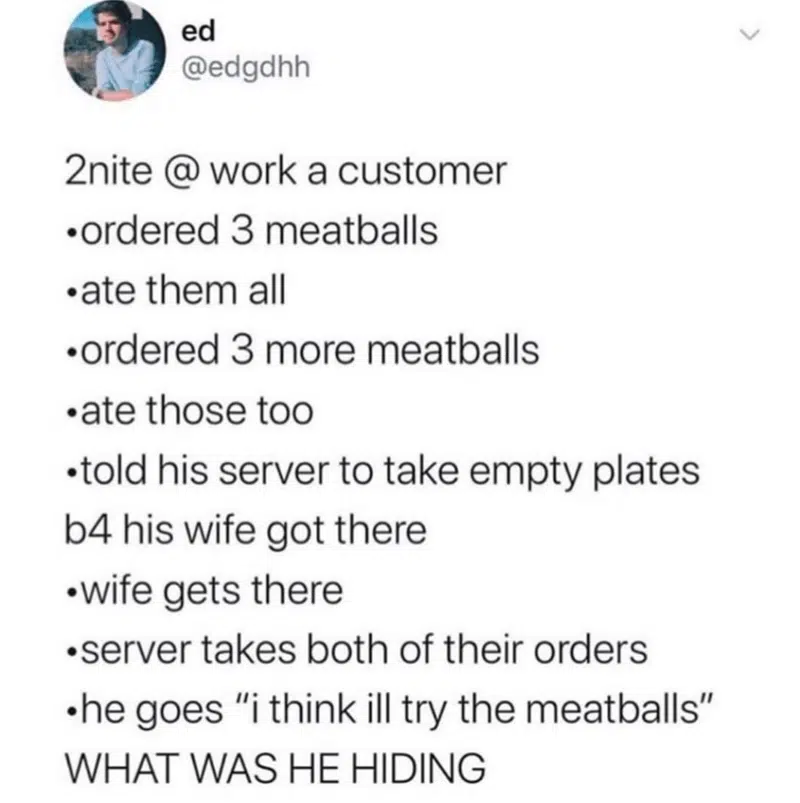 ed
@edgdhh
2nite @ work a customer
•ordered 3 meatballs
•ate them all
•ordered 3 more meatballs
•ate those too
•told his server to take empty plates
b4 his wife got there
•wife gets there
•server takes both of their orders
•he goes “i think ill try the meatballs”
WHAT WAS HE HIDING